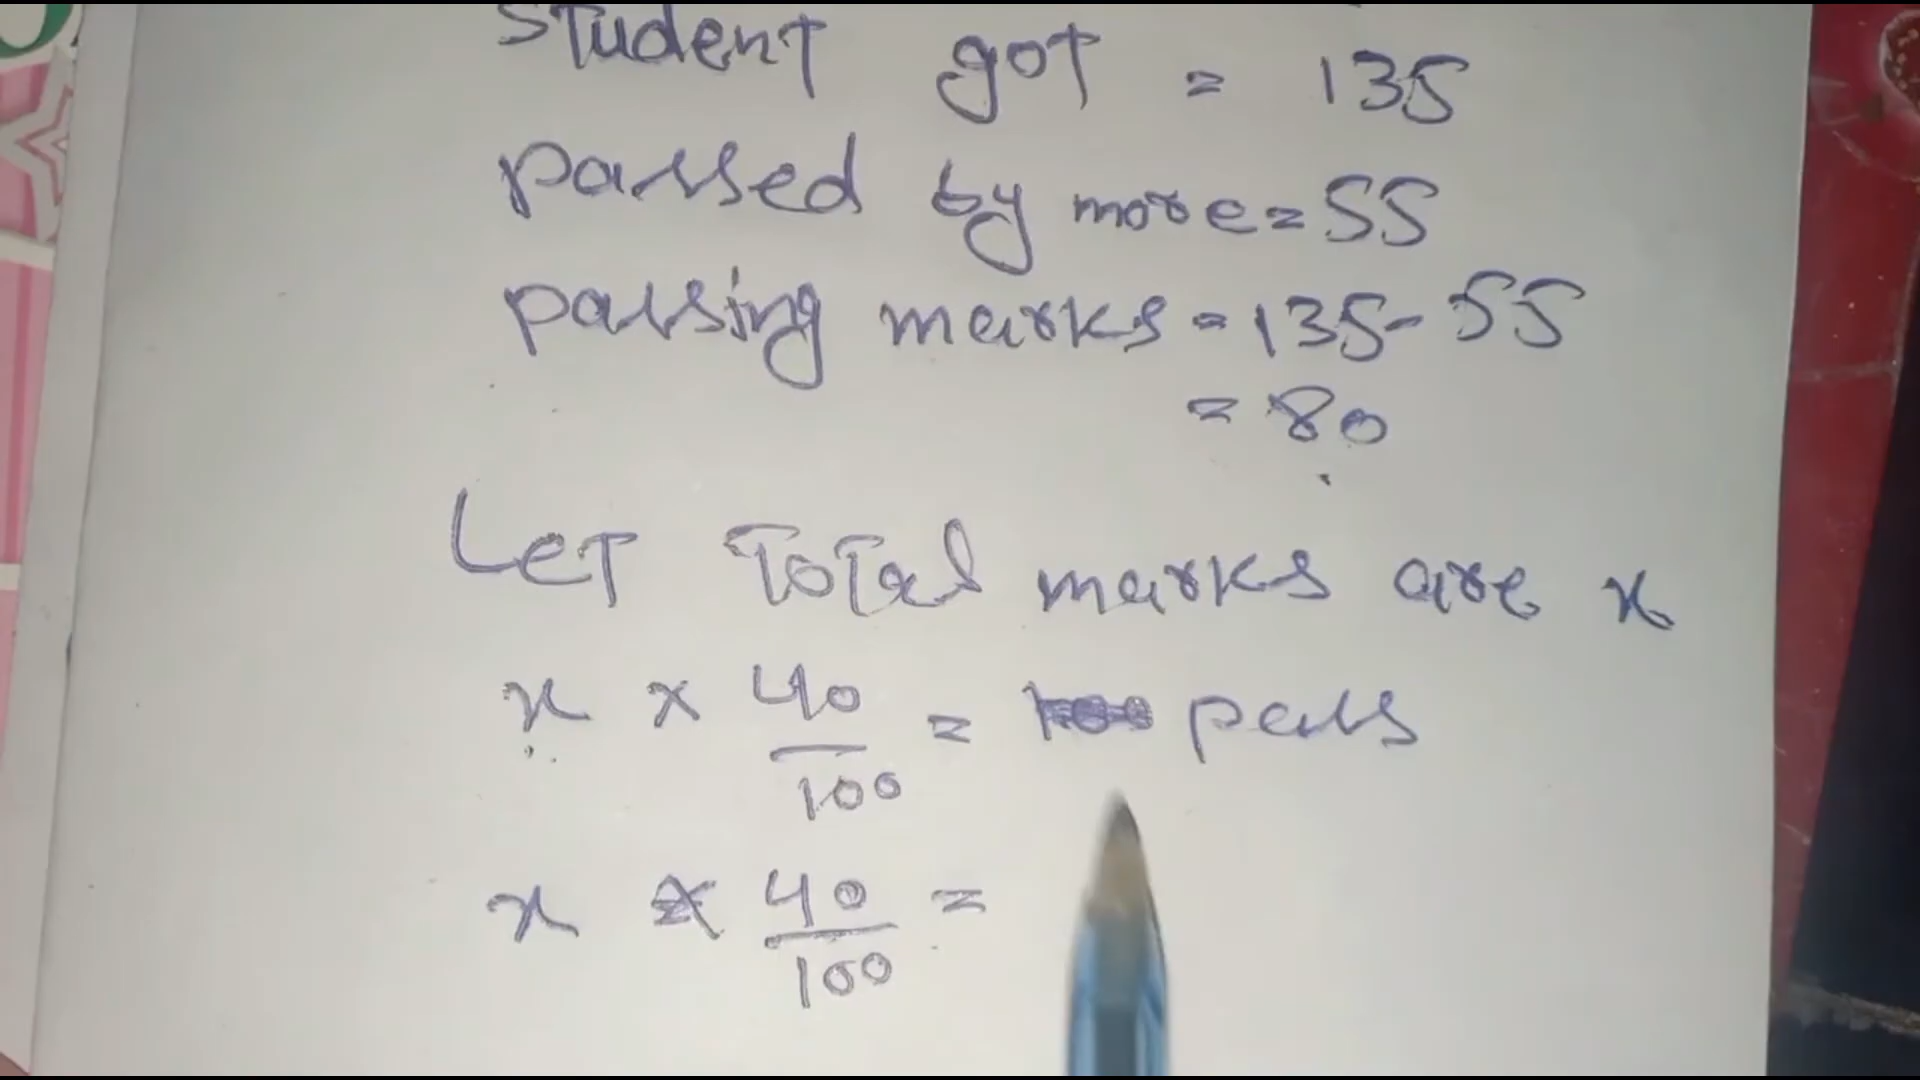 student got = 135
passed by more = 55
passing marks = 135 - 55
= 80
Let Total marks are x
x × 40/100 = pass
x × 40/100 =